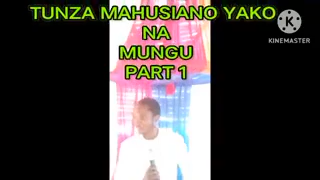 TUNZA MAHUSIANO YAKO
NA
MUNGU
PART 1
KINEMASTER